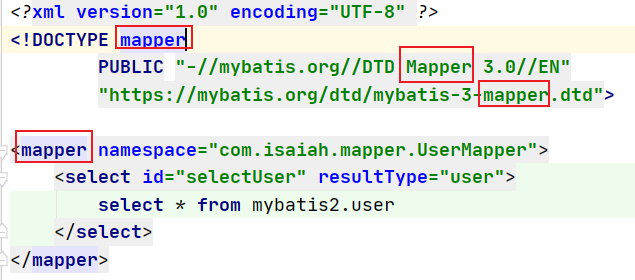 <?xml version="1.0" encoding="UTF-8" ?>
<!DOCTYPE mapper
PUBLIC "-//mybatis.org//DTD Mapper 3.0//EN"
"https://mybatis.org/dtd/mybatis-3-mapper.dtd">
<mapper namespace="com.isaiah.mapper.UserMapper">
<select id="selectUser" resultType="user">
select * from mybatis2.user
</select>
</mapper>